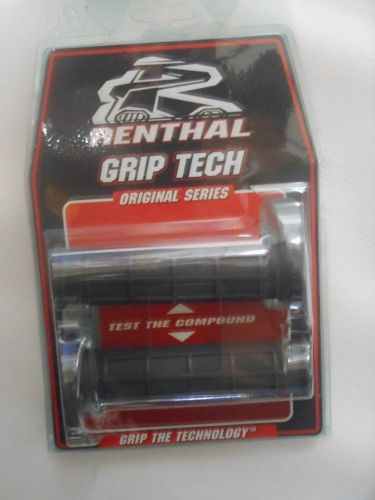 RENTHAL
GRIP TECH
ORIGINAL SERIES
TEST THE COMPOUND
GRIP THE TECHNOLOGY™